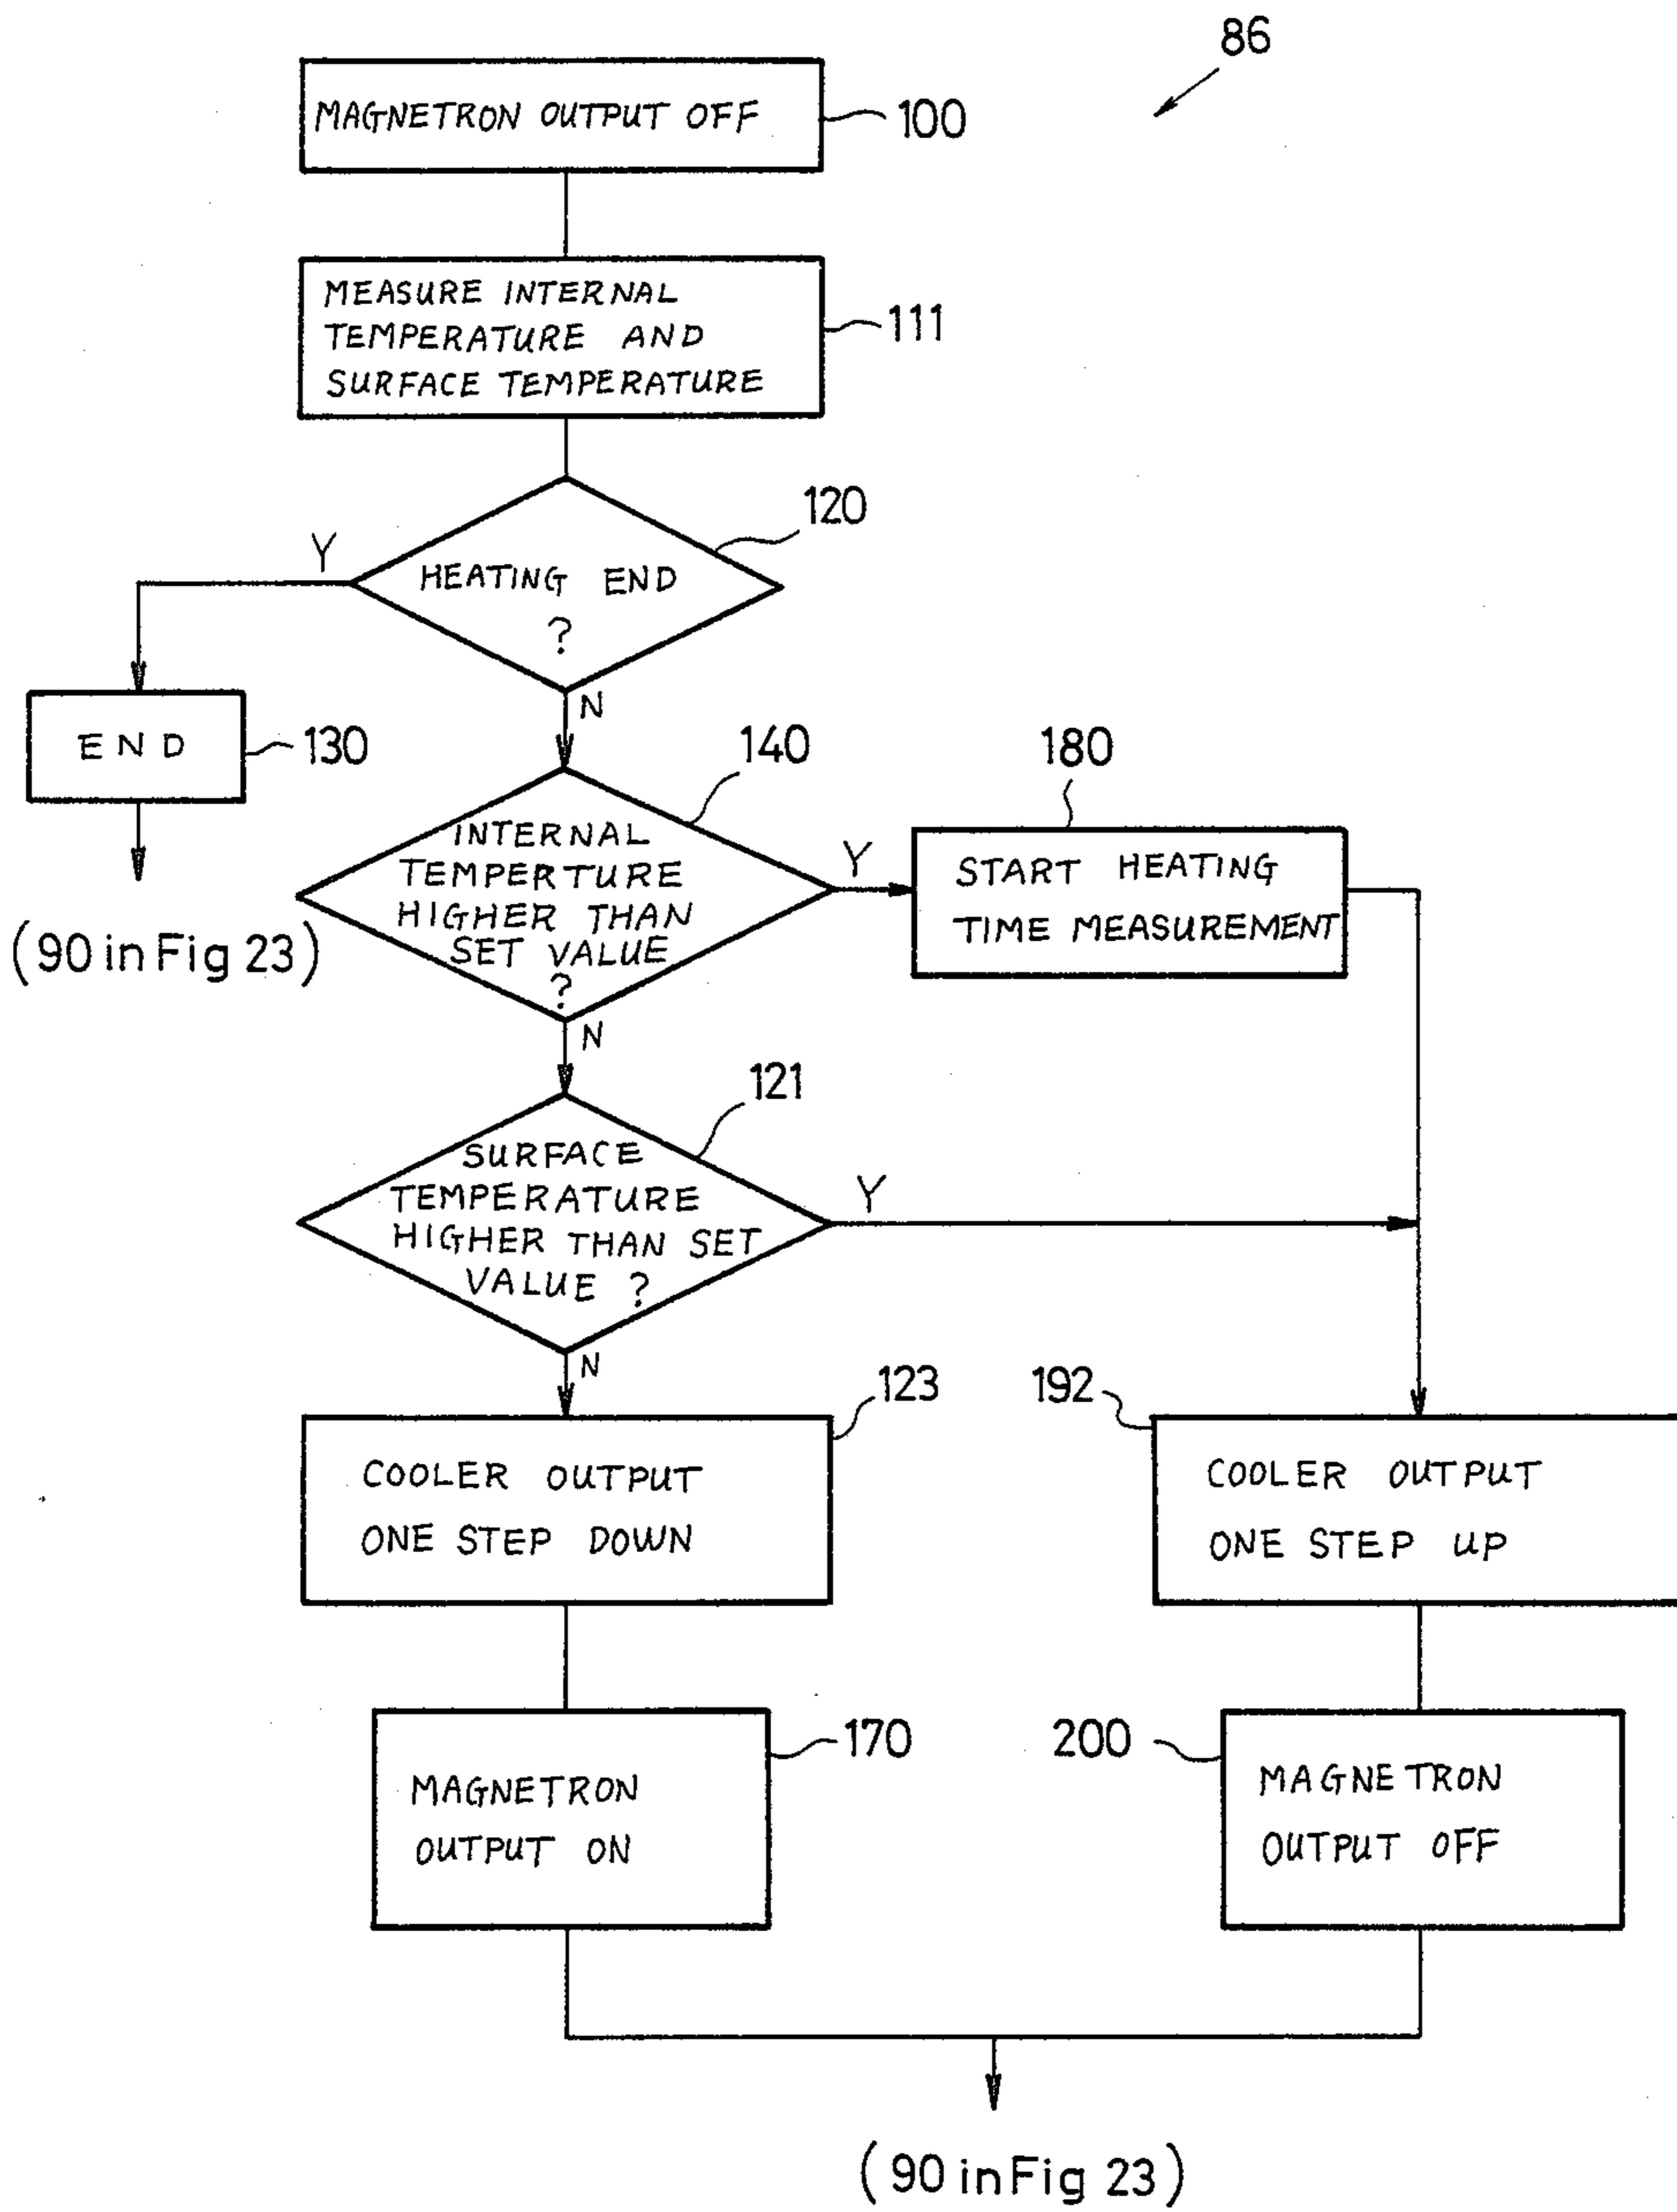 86
MAGNETRON OUTPUT OFF
100
MEASURE INTERNAL
TEMPERATURE AND
SURFACE TEMPERATURE
111
120
Y
HEATING END
?
N
END
130
(90 in Fig 23)
140
INTERNAL
TEMPERTURE
HIGHER THAN
SET VALUE
?
Y
180
START HEATING
TIME MEASUREMENT
N
121
SURFACE
TEMPERATURE
HIGHER THAN SET
VALUE ?
Y
N
123
COOLER OUTPUT
ONE STEP DOWN
192
COOLER OUTPUT
ONE STEP UP
170
MAGNETRON
OUTPUT ON
200
MAGNETRON
OUTPUT OFF
(90 in Fig 23)